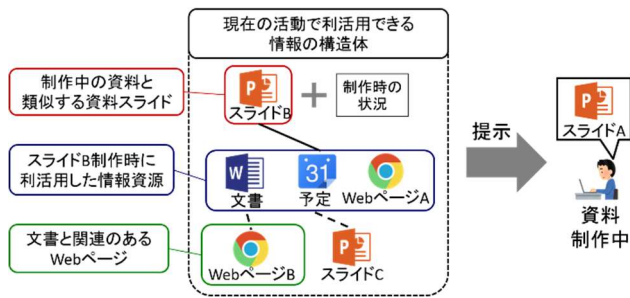 現在の活動で利活用できる
情報の構造体
制作中の資料と
類似する資料スライド
P
スライドB
+
制作時の
状況
スライドB制作時に
利活用した情報資源
W
文書
31
予定
WebページA
文書と関連のある
Webページ
WebページB
P
スライドC
提示
P
スライドA
資料
制作中